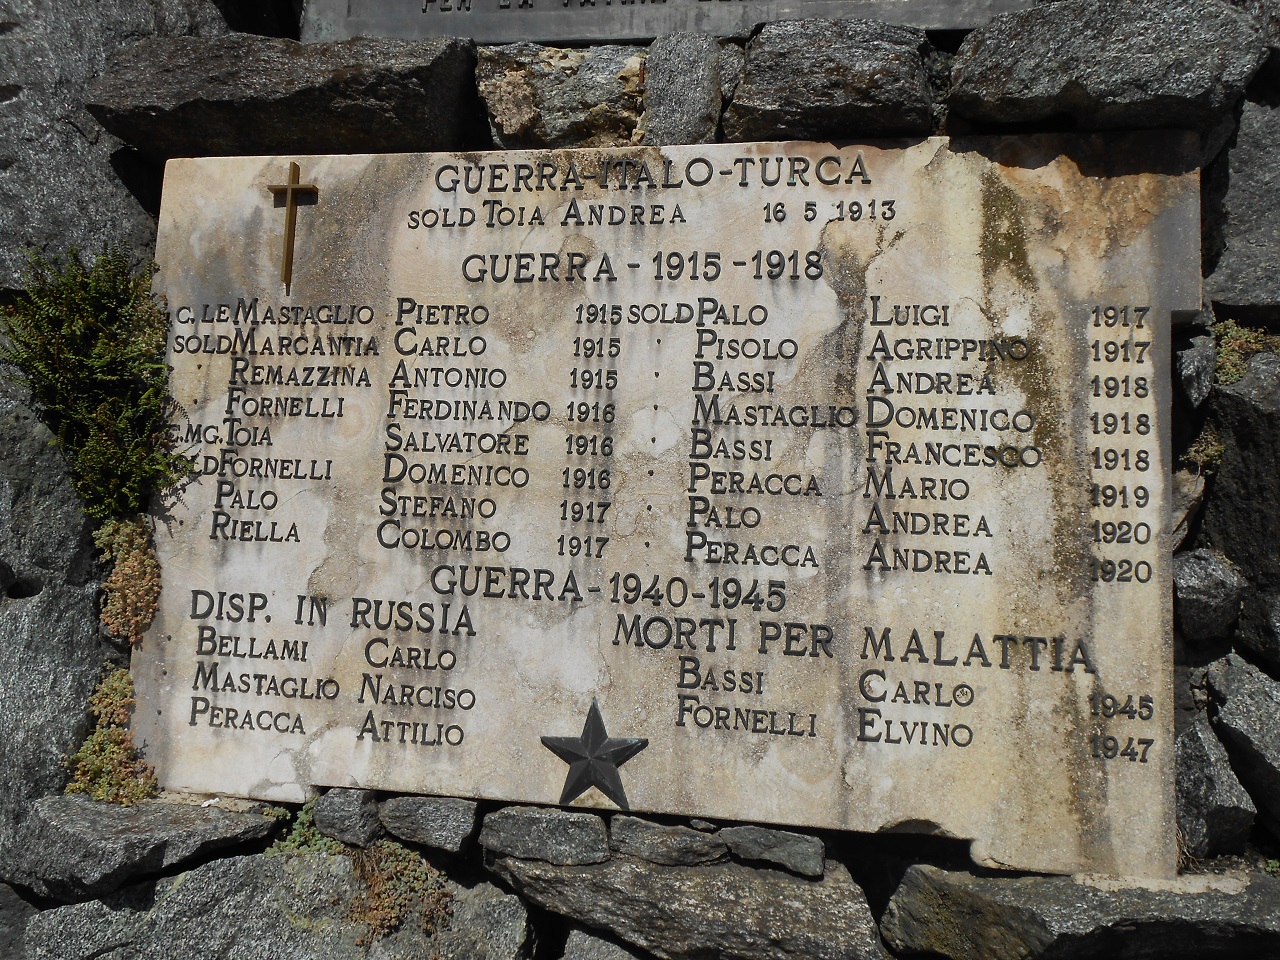 PER LA PATRIA
GUERRA-ITALO-TURCA
SOLD TOIA ANDREA 16 5 1913
GUERRA-1915-1918
C.LE MASTAGLIO PIETRO 1915 SOLD PALO LUIGI 1917
SOLD MARCANTIA CARLO 1915 · PISOLO AGRIPPINO 1917
· REMAZZINA ANTONIO 1915 · BASSI ANDREA 1918
· FORNELLI FERDINANDO 1916 · MASTAGLIO DOMENICO 1918
C.MG. TOIA SALVATORE 1916 · BASSI FRANCESCO 1918
OLD FORNELLI DOMENICO 1916 · PERACCA MARIO 1919
PALO STEFANO 1917 · PALO ANDREA 1920
RIELLA COLOMBO 1917 · PERACCA ANDREA 1920
GUERRA-1940-1945
DISP. IN RUSSIA MORTI PER MALATTIA
BELLAMI CARLO BASSI CARLO 1945
MASTAGLIO NARCISO FORNELLI ELVINO 1947
PERACCA ATTILIO